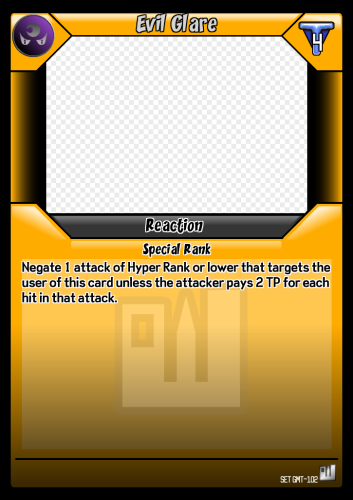 Evil Glare
4
Reaction
Special Rank
Negate 1 attack of Hyper Rank or lower that targets the
user of this card unless the attacker pays 2 TP for each
hit in that attack.
SET GMT-102